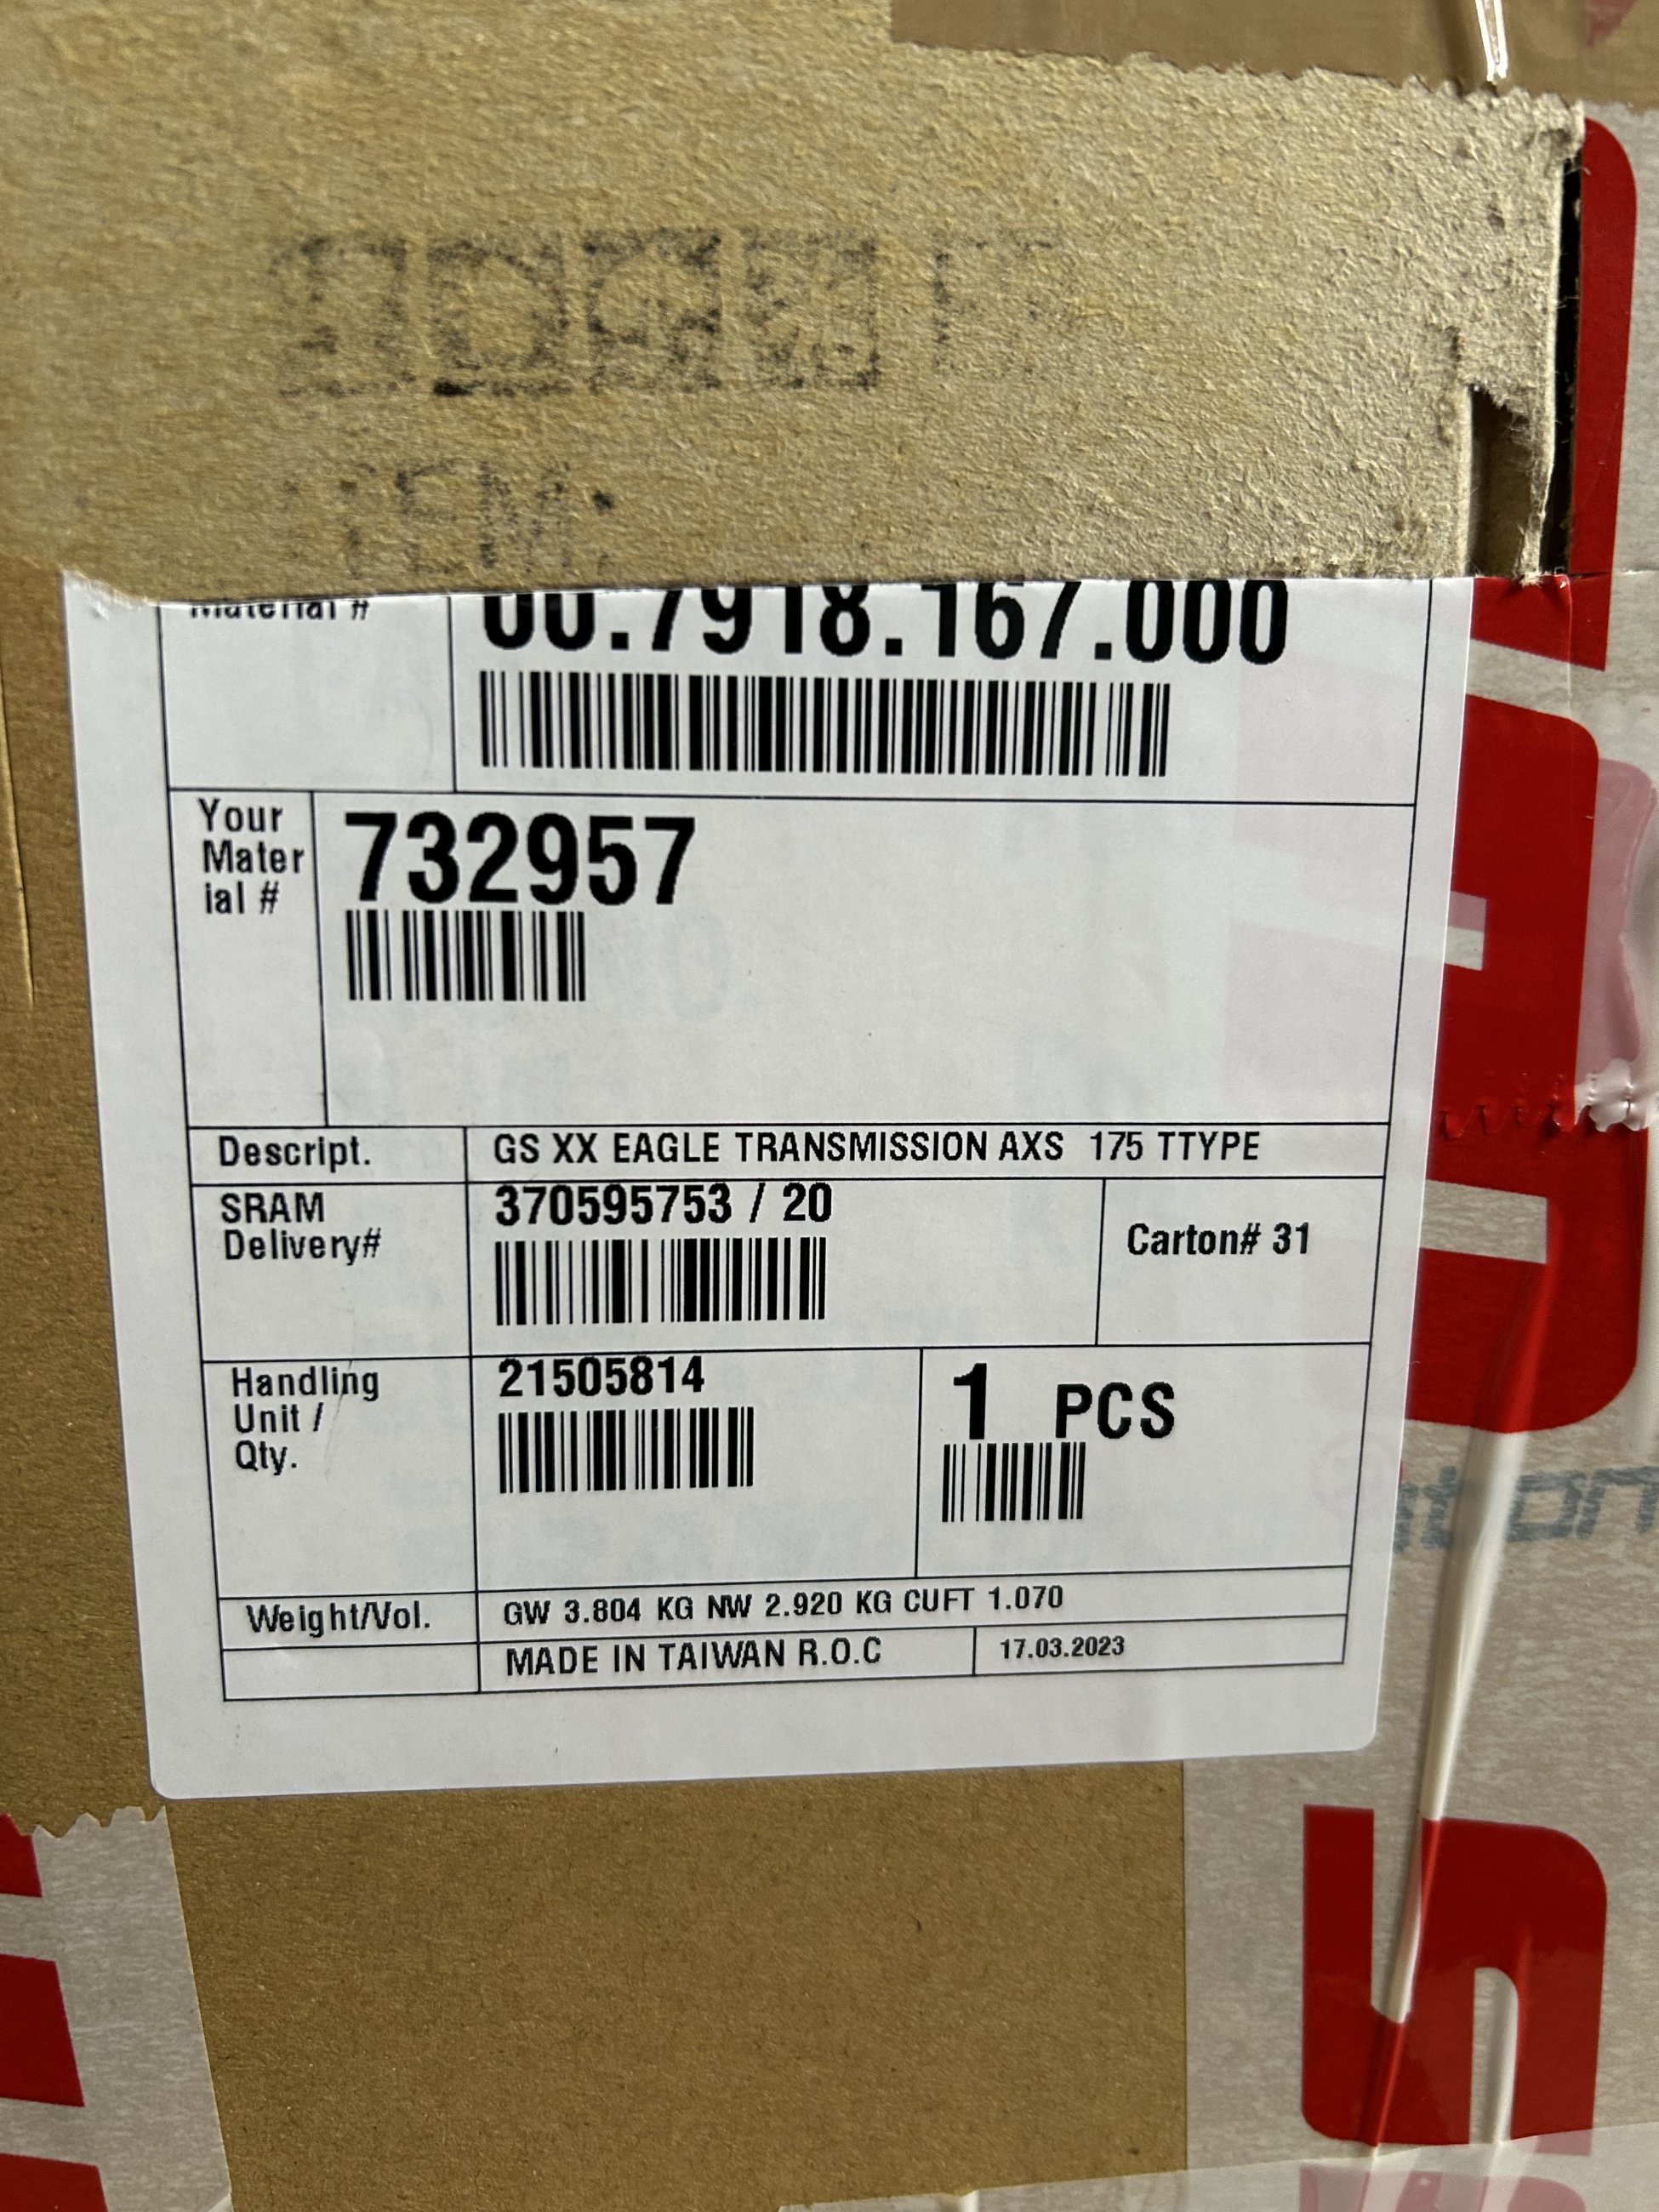 ITEM:
Material #
00.7918.167.000
Your
Mater
ial #
732957
Descript.
GS XX EAGLE TRANSMISSION AXS 175 TTYPE
SRAM
Delivery#
370595753 / 20
Carton# 31
Handling
Unit /
Qty.
21505814
1 PCS
Weight/Vol.
GW 3.804 KG NW 2.920 KG CUFT 1.070
MADE IN TAIWAN R.O.C
17.03.2023